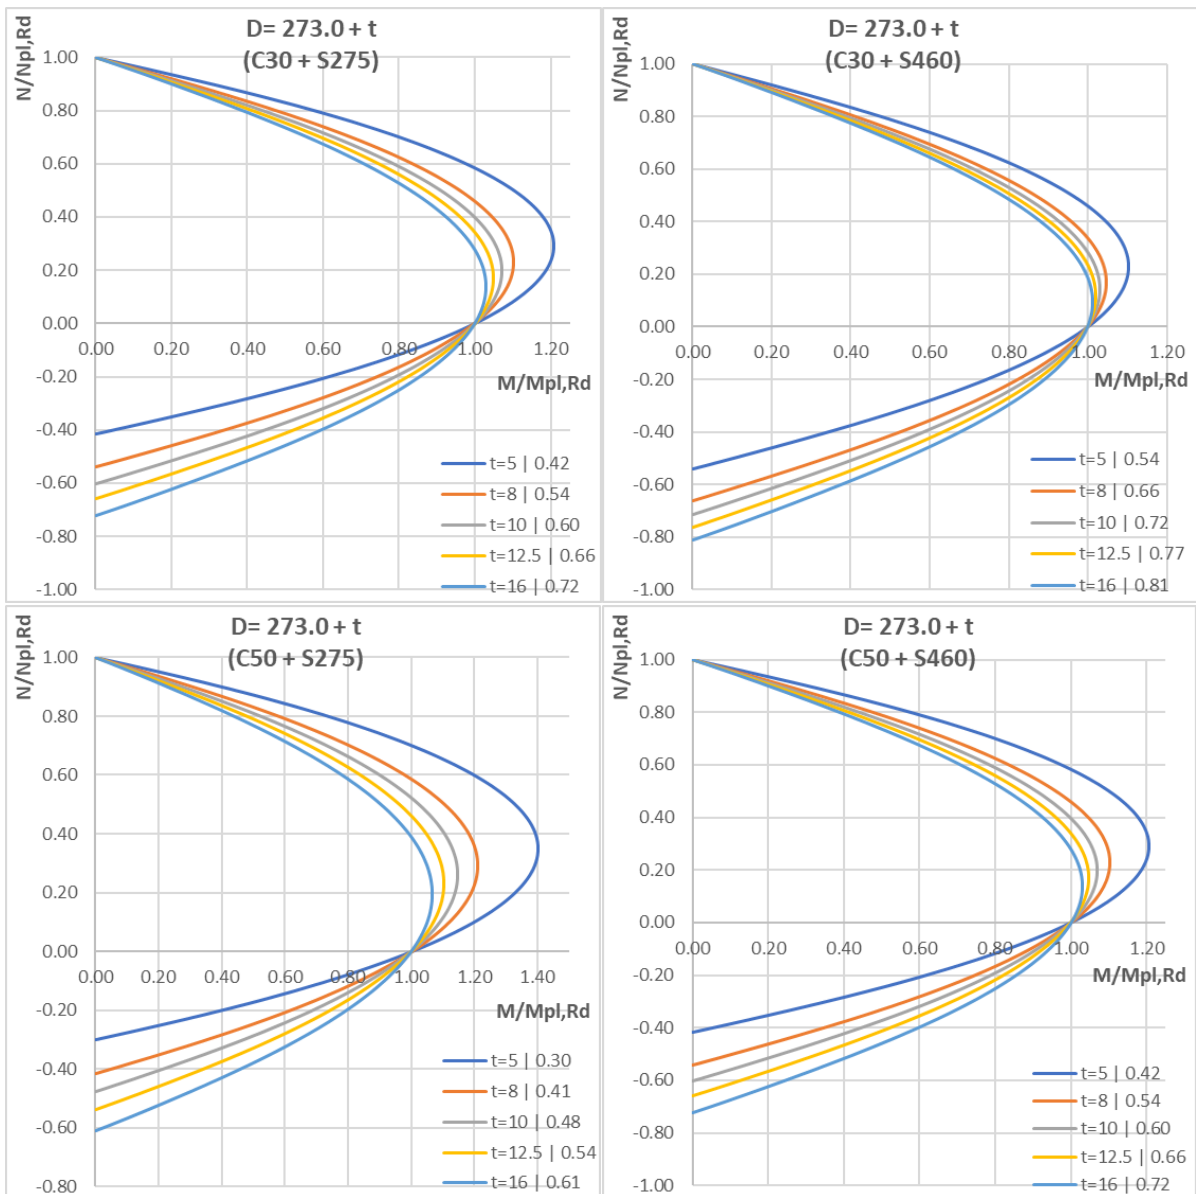 D= 273.0 + t
(C30 + S275)
N/Npl,Rd
1.00
0.80
0.60
0.40
0.20
0.00
-0.20
-0.40
-0.60
-0.80
-1.00
0.00 0.20 0.40 0.60 0.80 1.00 1.20
M/Mpl,Rd
t=5 | 0.42
t=8 | 0.54
t=10 | 0.60
t=12.5 | 0.66
t=16 | 0.72
D= 273.0 + t
(C30 + S460)
N/Npl,Rd
1.00
0.80
0.60
0.40
0.20
0.00
-0.20
-0.40
-0.60
-0.80
-1.00
0.00 0.20 0.40 0.60 0.80 1.00 1.20
M/Mpl,Rd
t=5 | 0.54
t=8 | 0.66
t=10 | 0.72
t=12.5 | 0.77
t=16 | 0.81
D= 273.0 + t
(C50 + S275)
N/Npl,Rd
1.00
0.80
0.60
0.40
0.20
0.00
-0.20
-0.40
-0.60
-0.80
0.00 0.20 0.40 0.60 0.80 1.00 1.20 1.40
M/Mpl,Rd
t=5 | 0.30
t=8 | 0.41
t=10 | 0.48
t=12.5 | 0.54
t=16 | 0.61
D= 273.0 + t
(C50 + S460)
N/Npl,Rd
1.00
0.80
0.60
0.40
0.20
0.00
-0.20
-0.40
-0.60
-0.80
-1.00
0.00 0.20 0.40 0.60 0.80 1.00 1.20
M/Mpl,Rd
t=5 | 0.42
t=8 | 0.54
t=10 | 0.60
t=12.5 | 0.66
t=16 | 0.72